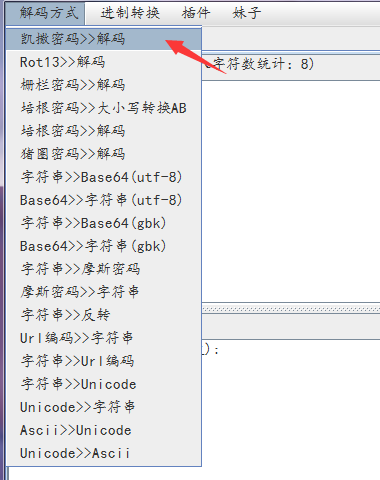 解码方式 进制转换 插件 妹子
凯撒密码>>解码
Rot13>>解码
c字符数统计: 8)
栅栏密码>>解码
培根密码>>大小写转换AB
培根密码>>解码
猪圈密码>>解码
字符串>>Base64(utf-8)
Base64>>字符串(utf-8)
字符串>>Base64(gbk)
Base64>>字符串(gbk)
字符串>>摩斯密码
摩斯密码>>字符串
字符串>>反转
Url编码>>字符串
):
字符串>>Url编码
字符串>>Unicode
Unicode>>字符串
Ascii>>Unicode
Unicode>>Ascii